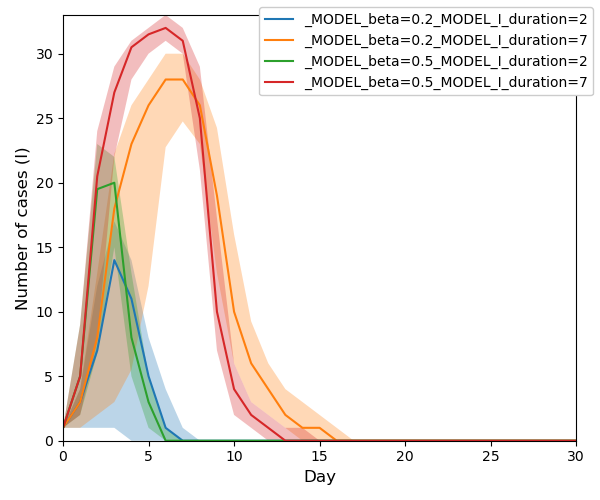 _MODEL_beta=0.2_MODEL_I_duration=2
_MODEL_beta=0.2_MODEL_I_duration=7
_MODEL_beta=0.5_MODEL_I_duration=2
_MODEL_beta=0.5_MODEL_I_duration=7
Number of cases (I)
30
25
20
15
10
5
0
0 5 10 15 20 25 30
Day